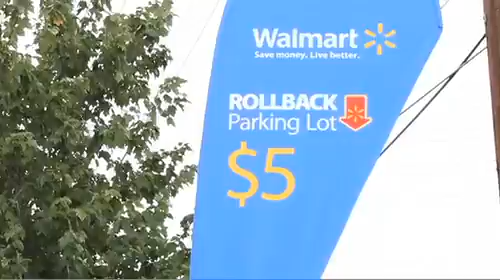 Walmart
Save money. Live better.
ROLLBACK
Parking Lot
$5